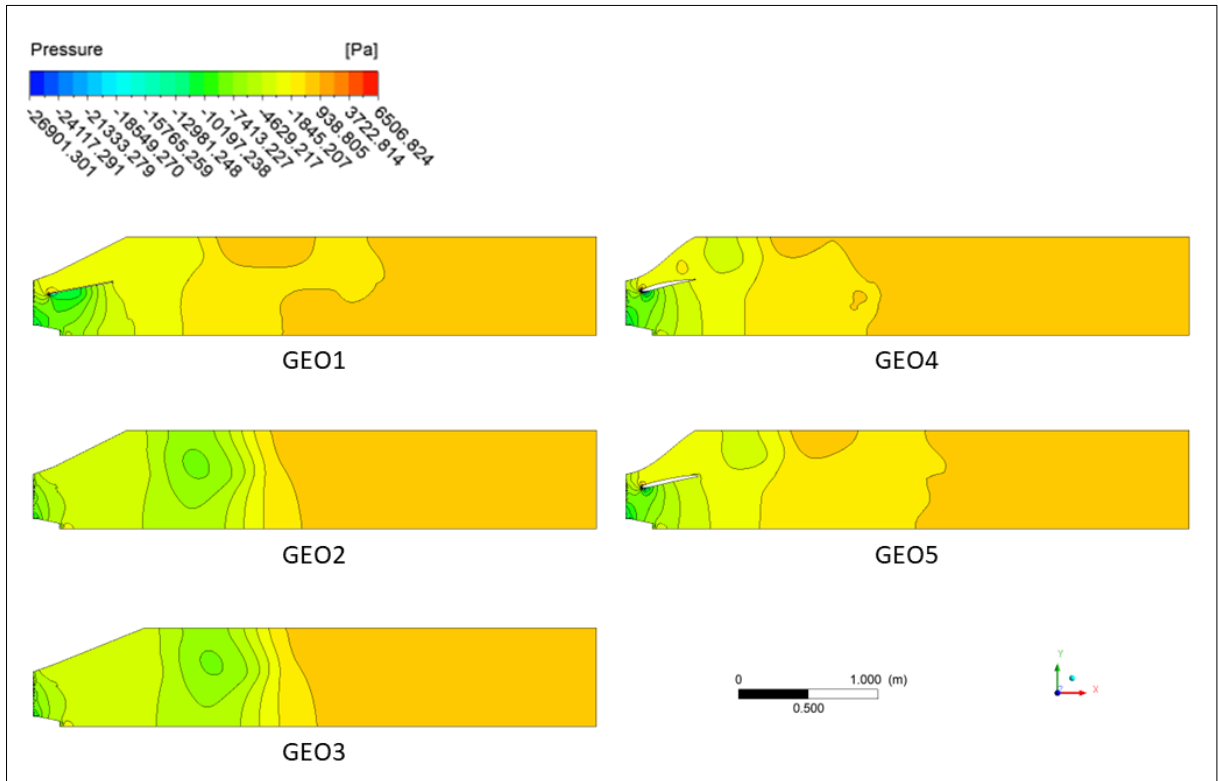 Pressure [Pa]
-26901.301
-24117.291
-21333.279
-18549.270
-15765.259
-12981.248
-10197.238
-7413.227
-4629.217
-1845.207
938.805
3722.814
6506.824
GEO1
GEO4
GEO2
GEO5
GEO3
0 1.000 (m)
0.500
Y
X